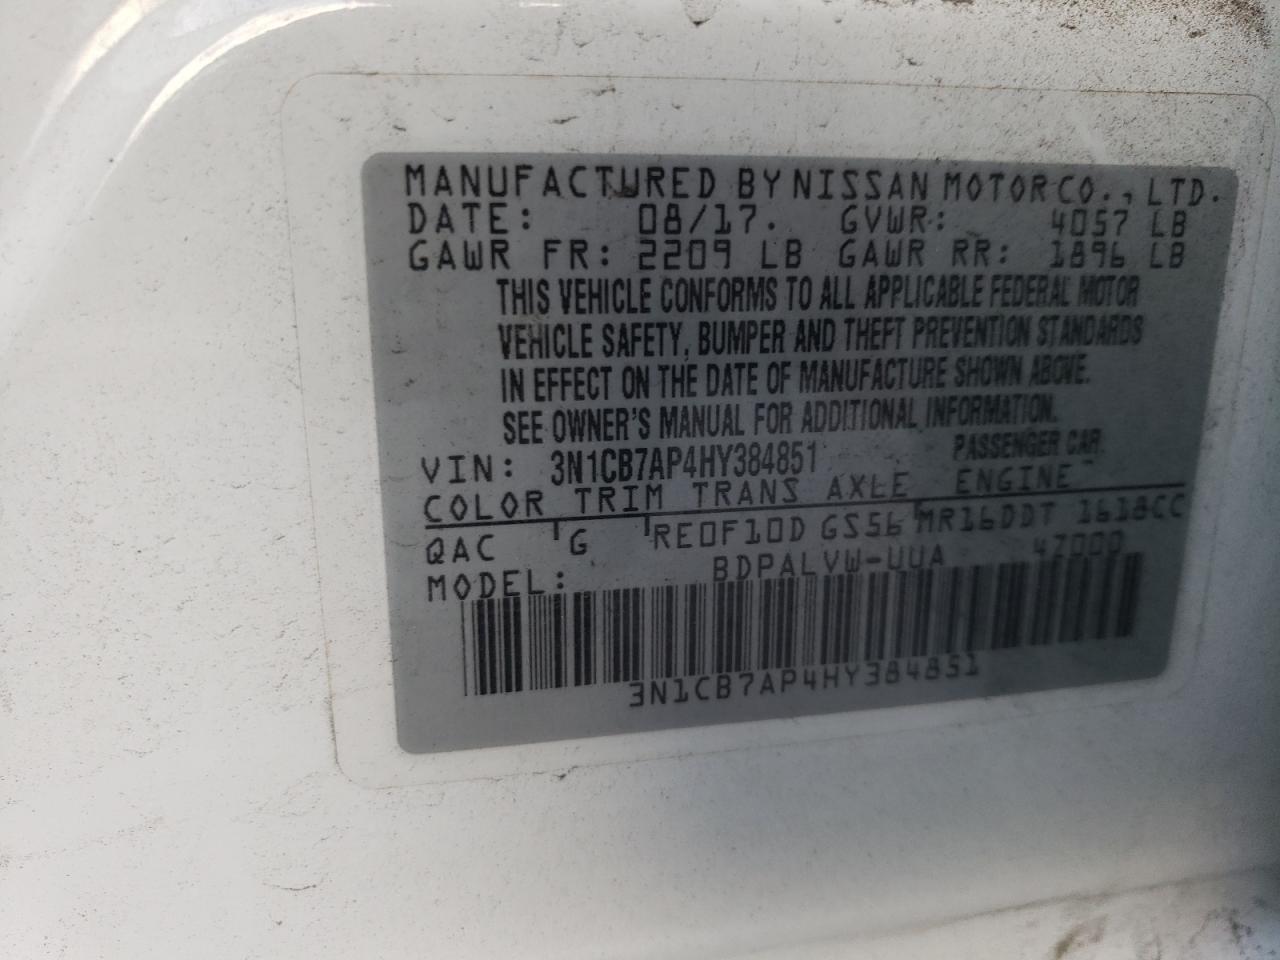 MANUFACTURED BY NISSAN MOTOR CO., LTD.
DATE: 08/17. GVWR: 4057 LB
GAWR FR: 2209 LB GAWR RR: 1896 LB
THIS VEHICLE CONFORMS TO ALL APPLICABLE FEDERAL MOTOR
VEHICLE SAFETY, BUMPER AND THEFT PREVENTION STANDARDS
IN EFFECT ON THE DATE OF MANUFACTURE SHOWN ABOVE.
SEE OWNER'S MANUAL FOR ADDITIONAL INFORMATION.
VIN: 3N1CB7AP4HY384851 PASSENGER CAR
COLOR TRIM TRANS AXLE ENGINE
QAC G RE0F10D GS56 MR16DDT 1618CC
MODEL: BDPALVW-UUA 47000
3N1CB7AP4HY384851